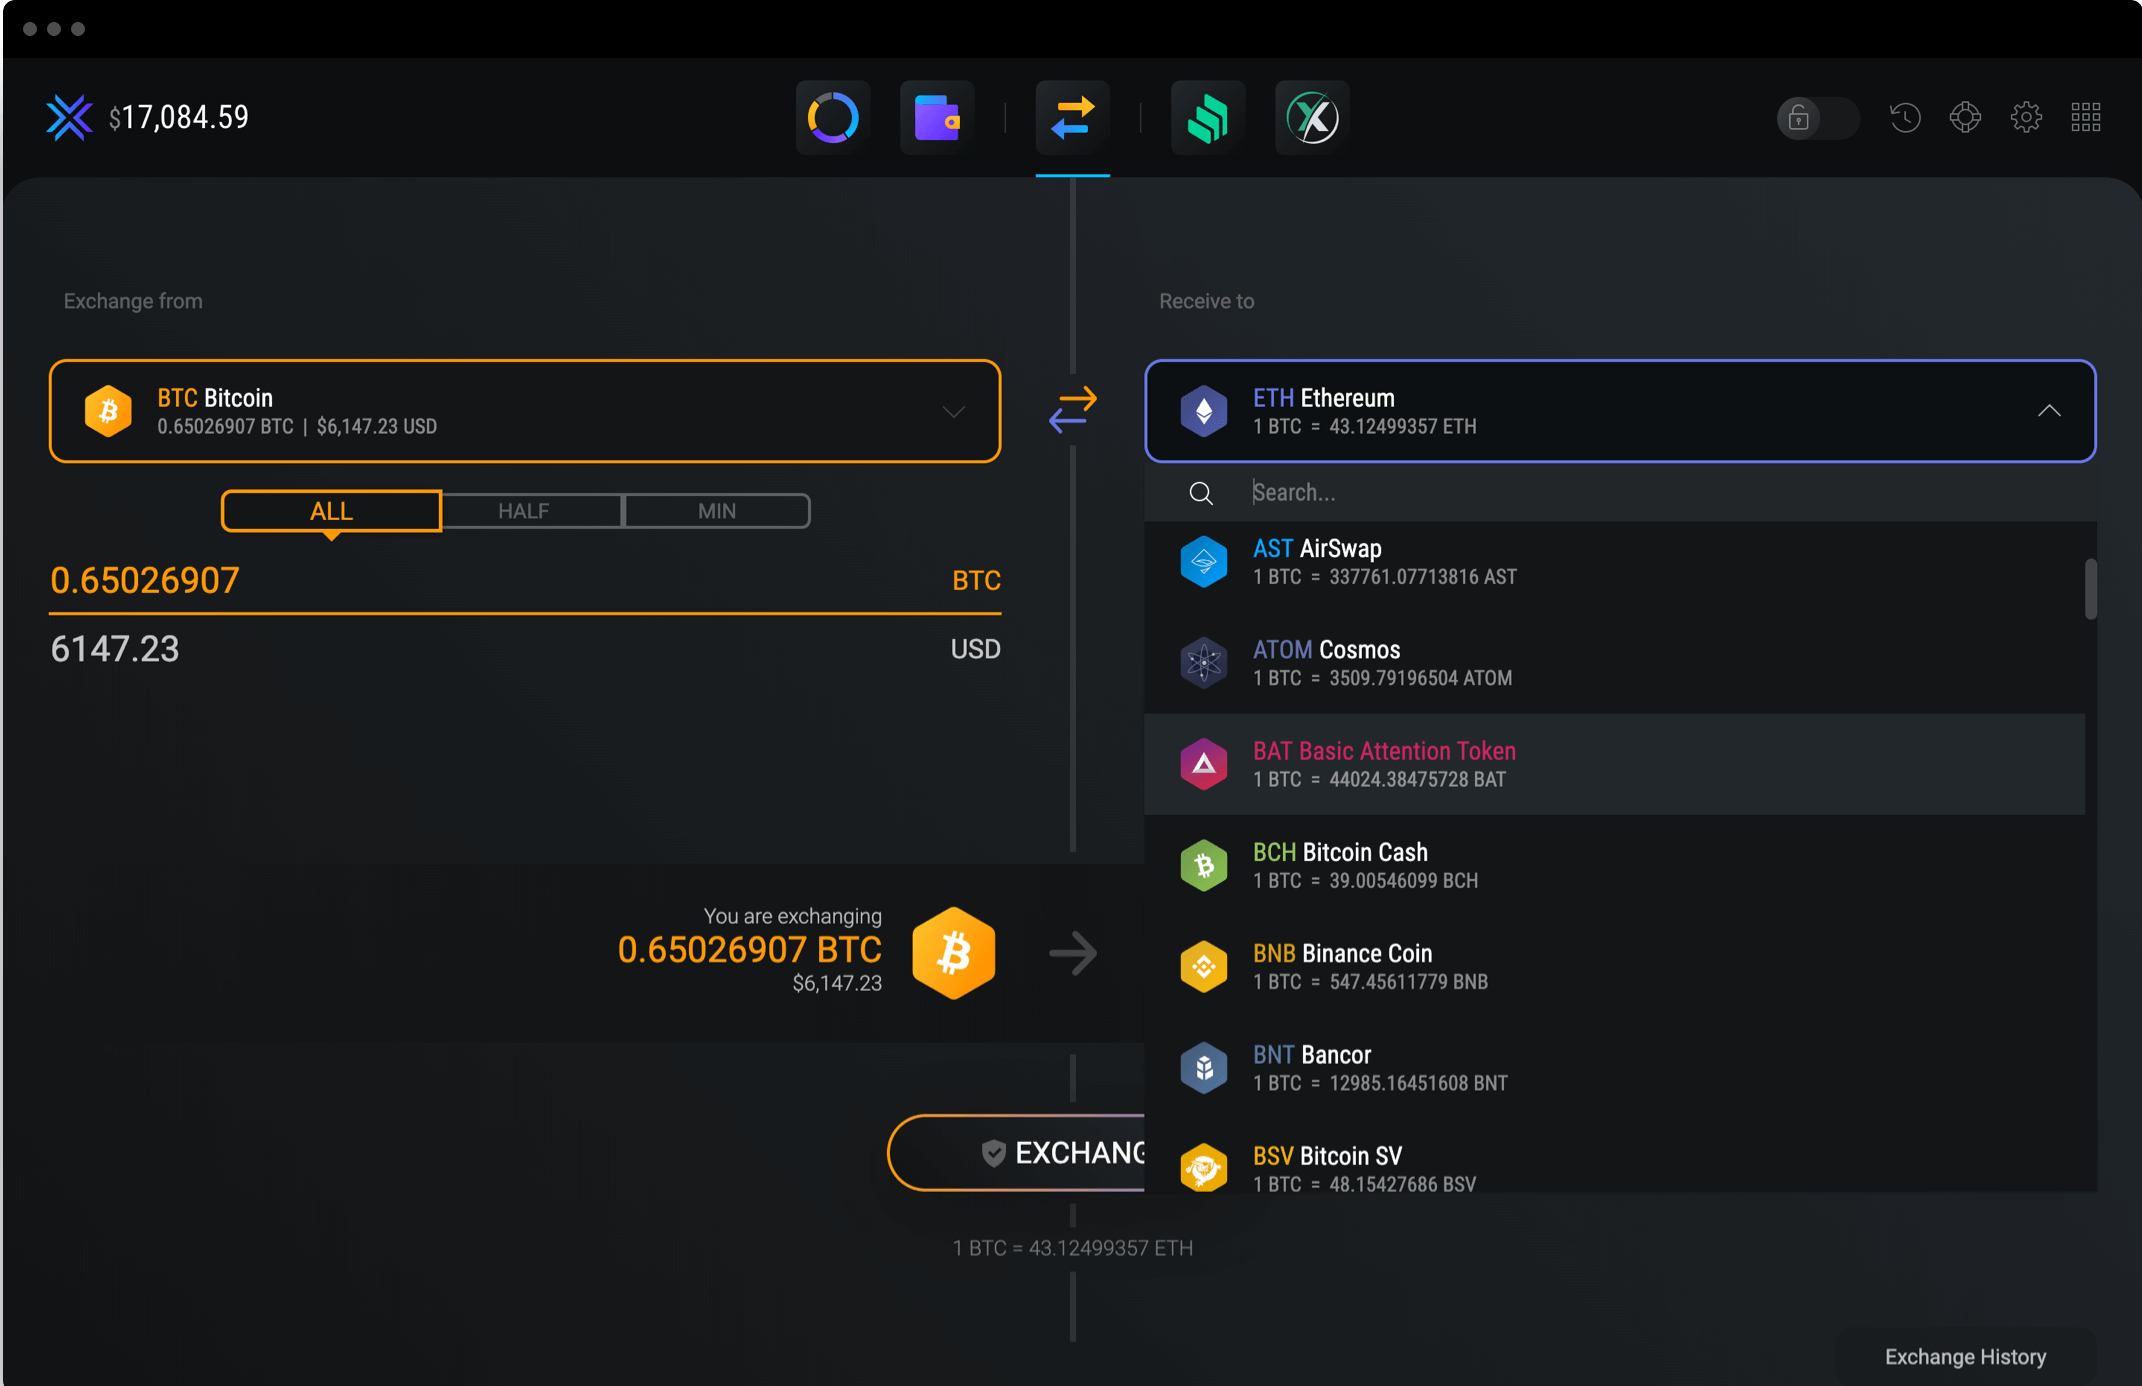 $17,084.59
Exchange from
BTC Bitcoin
0.65026907 BTC | $6,147.23 USD
ALL
HALF
MIN
0.65026907
BTC
6147.23
USD
Receive to
ETH Ethereum
1 BTC = 43.12499357 ETH
Search...
AST AirSwap
1 BTC = 337761.07713816 AST
ATOM Cosmos
1 BTC = 3509.79196504 ATOM
BAT Basic Attention Token
1 BTC = 44024.38475728 BAT
BCH Bitcoin Cash
1 BTC = 39.00546099 BCH
BNB Binance Coin
1 BTC = 547.45611779 BNB
BNT Bancor
1 BTC = 12985.16451608 BNT
BSV Bitcoin SV
1 BTC = 48.15427686 BSV
You are exchanging
0.65026907 BTC
$6,147.23
EXCHANG
1 BTC = 43.12499357 ETH
Exchange History